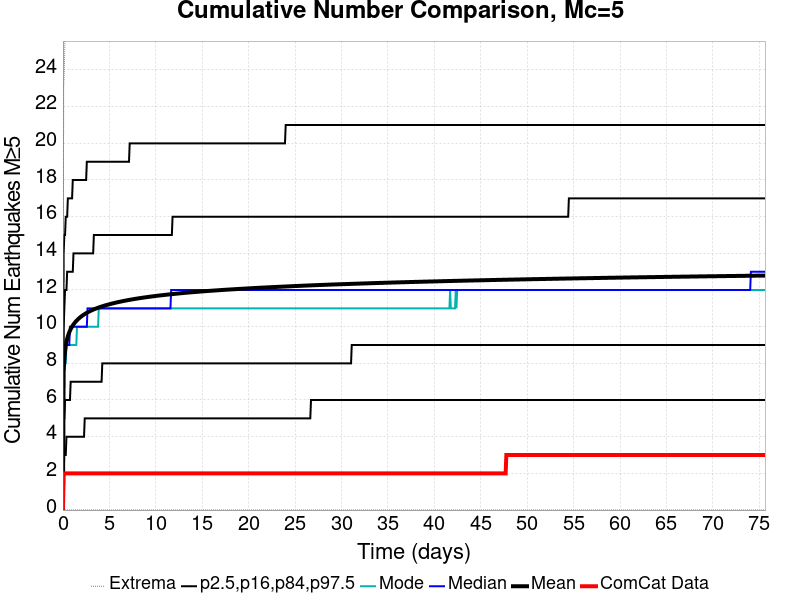 Cumulative Number Comparison, Mc=5
Cumulative Num Earthquakes M≥5
24
22
20
18
16
14
12
10
8
6
4
2
0
0 5 10 15 20 25 30 35 40 45 50 55 60 65 70 75
Time (days)
Extrema p2.5,p16,p84,p97.5 Mode Median Mean ComCat Data